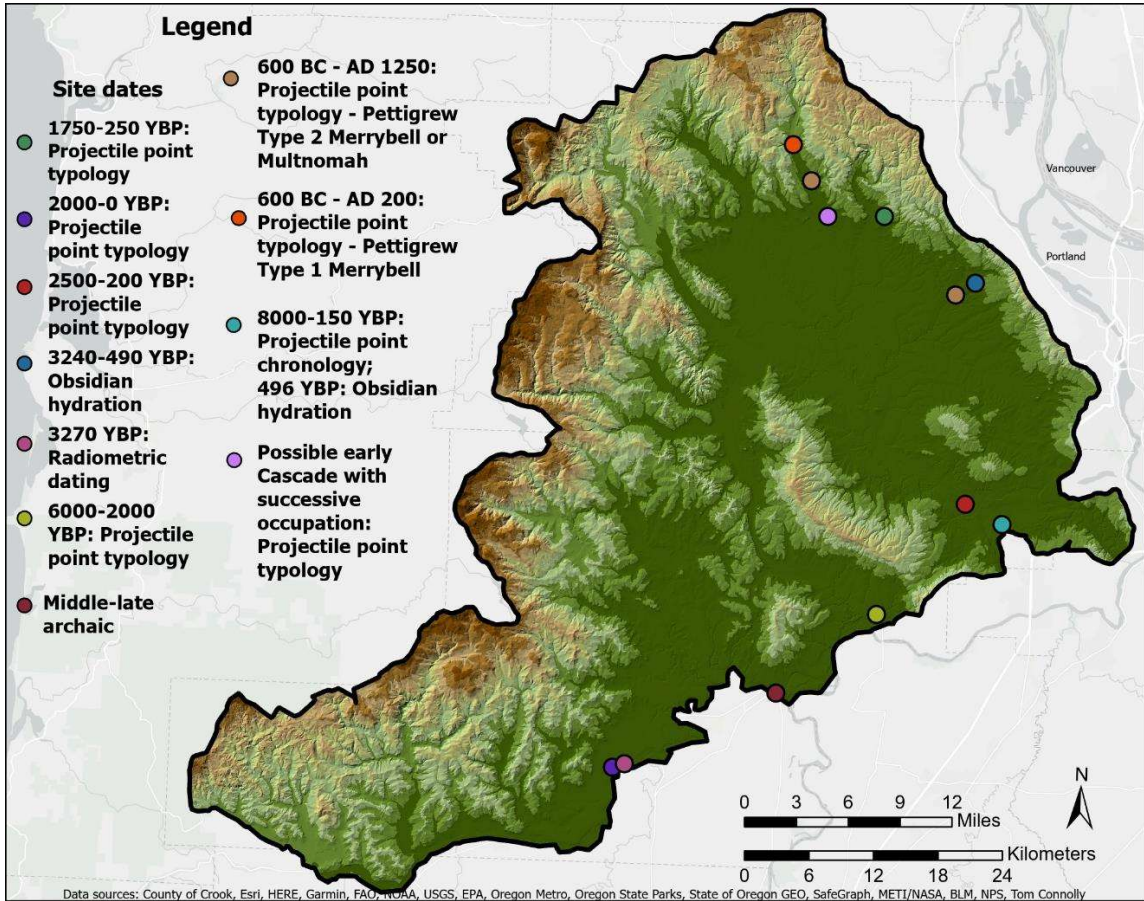 Legend
Site dates
1750-250 YBP:
Projectile point
typology
2000-0 YBP:
Projectile
point typology
2500-200 YBP:
Projectile
point typology
3240-490 YBP:
Obsidian
hydration
3270 YBP:
Radiometric
dating
6000-2000
YBP: Projectile
point typology
Middle-late
archaic
600 BC - AD 1250:
Projectile point
typology - Pettigrew
Type 2 Merrybell or
Multnomah
600 BC - AD 200:
Projectile point
typology - Pettigrew
Type 1 Merrybell
8000-150 YBP:
Projectile point
chronology;
496 YBP: Obsidian
hydration
Possible early
Cascade with
successive
occupation:
Projectile point
typology
Vancouver
Portland
N
0 3 6 9 12
Miles
Kilometers
0 6 12 18 24
Data sources: County of Crook, Esri, HERE, Garmin, FAO, NOAA, USGS, EPA, Oregon Metro, Oregon State Parks, State of Oregon GEO, SafeGraph, METI/NASA, BLM, NPS, Tom Connolly